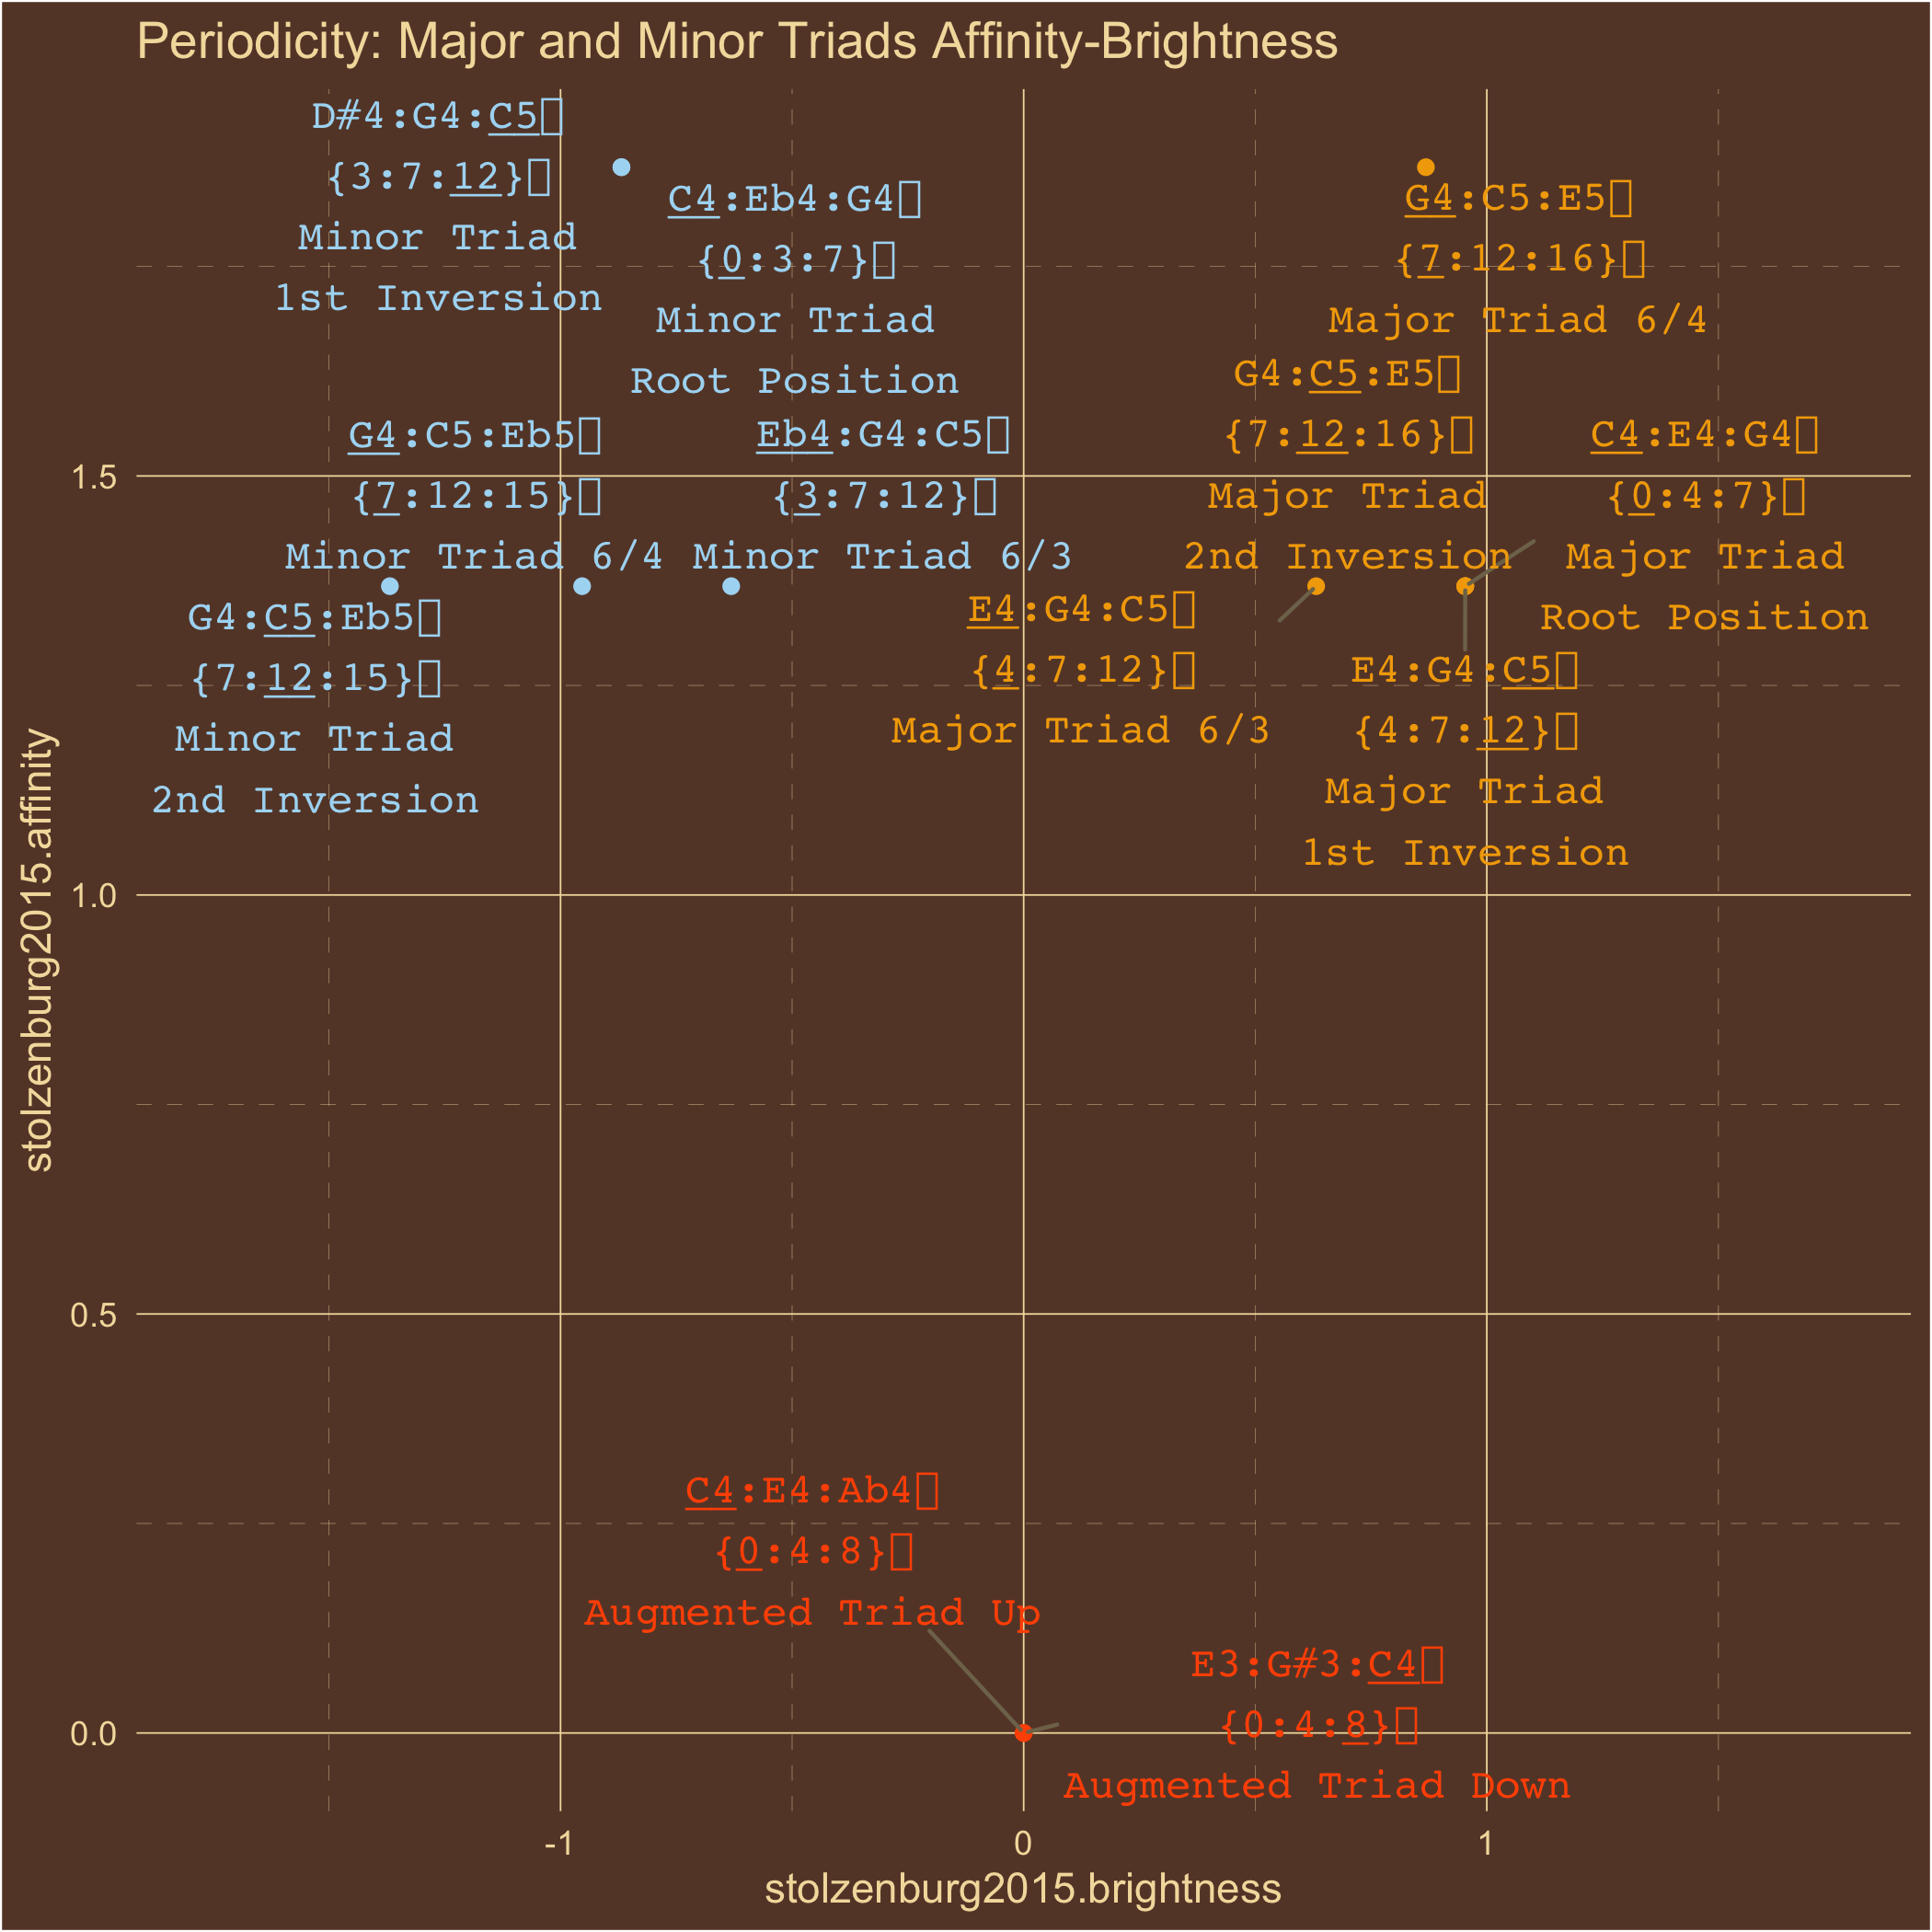 Periodicity: Major and Minor Triads Affinity-Brightness
D#4:G4:C5
{3:7:12}
Minor Triad
1st Inversion
C4:Eb4:G4
{0:3:7}
Minor Triad
Root Position
G4:C5:E5
{7:12:16}
Major Triad 6/4
G4:C5:Eb5
{7:12:15}
Minor Triad 6/4
Eb4:G4:C5
{3:7:12}
Minor Triad 6/3
G4:C5:E5
{7:12:16}
Major Triad
2nd Inversion
C4:E4:G4
{0:4:7}
Major Triad
Root Position
G4:C5:Eb5
{7:12:15}
Minor Triad
2nd Inversion
E4:G4:C5
{4:7:12}
Major Triad 6/3
E4:G4:C5
{4:7:12}
Major Triad
1st Inversion
C4:E4:Ab4
{0:4:8}
Augmented Triad Up
E3:G#3:C4
{0:4:8}
Augmented Triad Down
stolzenburg2015.affinity
1.5
1.0
0.5
0.0
-1
0
1
stolzenburg2015.brightness